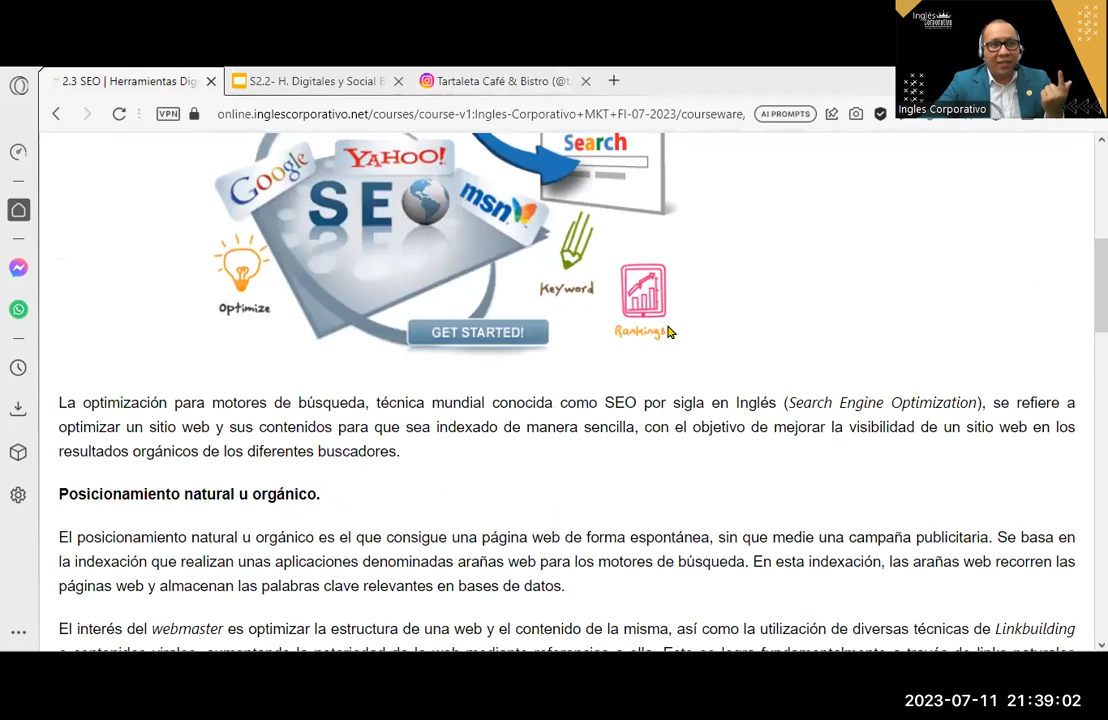 Inglés
Corporativo
Ingles Corporativo
2.3 SEO | Herramientas Dig
S2.2- H. Digitales y Social B
Tartaleta Café & Bistro (@t
VPN
online.inglescorporativo.net/courses/course-v1:Ingles-Corporativo+MKT+FI-07-2023/courseware,
AI PROMPTS
Google
YAHOO!
Search
SEO
msn
Optimize
Keyword
GET STARTED!
Rankings
La optimización para motores de búsqueda, técnica mundial conocida como SEO por sigla en Inglés (Search Engine Optimization), se refiere a
optimizar un sitio web y sus contenidos para que sea indexado de manera sencilla, con el objetivo de mejorar la visibilidad de un sitio web en los
resultados orgánicos de los diferentes buscadores.
Posicionamiento natural u orgánico.
El posicionamiento natural u orgánico es el que consigue una página web de forma espontánea, sin que medie una campaña publicitaria. Se basa en
la indexación que realizan unas aplicaciones denominadas arañas web para los motores de búsqueda. En esta indexación, las arañas web recorren las
páginas web y almacenan las palabras clave relevantes en bases de datos.
El interés del webmaster es optimizar la estructura de una web y el contenido de la misma, así como la utilización de diversas técnicas de Linkbuilding
2023-07-11 21:39:02